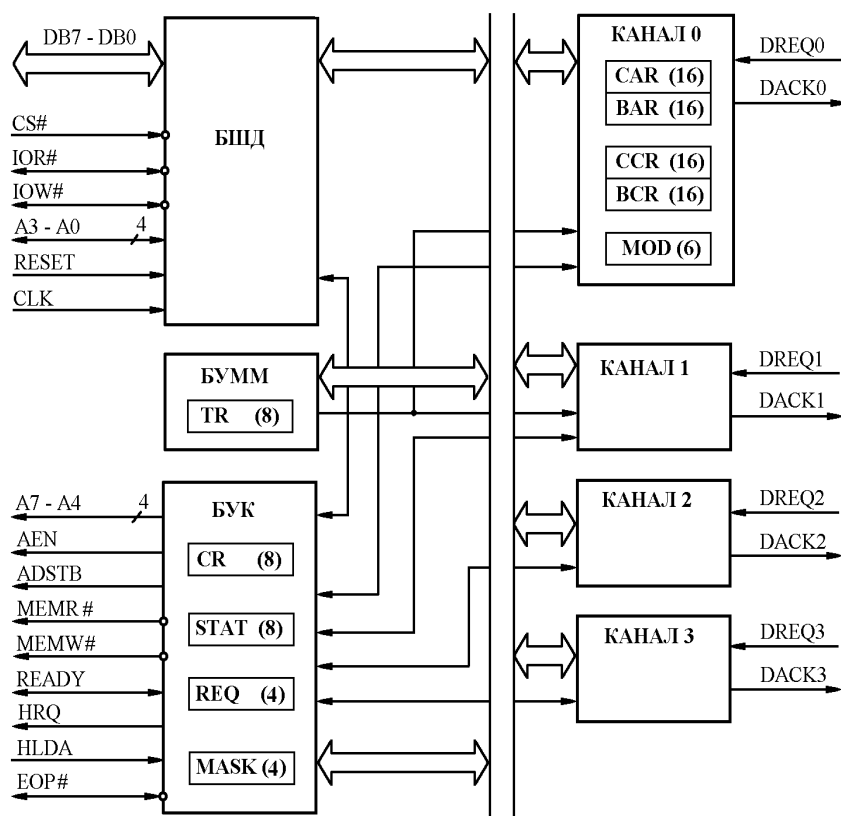 DB7 - DB0
CS#
IOR#
IOW#
A3 - A0 4
RESET
CLK
БШД
БУММ
TR (8)
A7 - A4 4
AEN
ADSTB
MEMR #
MEMW#
READY
HRQ
HLDA
EOP#
БУК
CR (8)
STAT (8)
REQ (4)
MASK (4)
КАНАЛ 0
CAR (16)
BAR (16)
CCR (16)
BCR (16)
MOD (6)
DREQ0
DACK0
КАНАЛ 1
DREQ1
DACK1
КАНАЛ 2
DREQ2
DACK2
КАНАЛ 3
DREQ3
DACK3